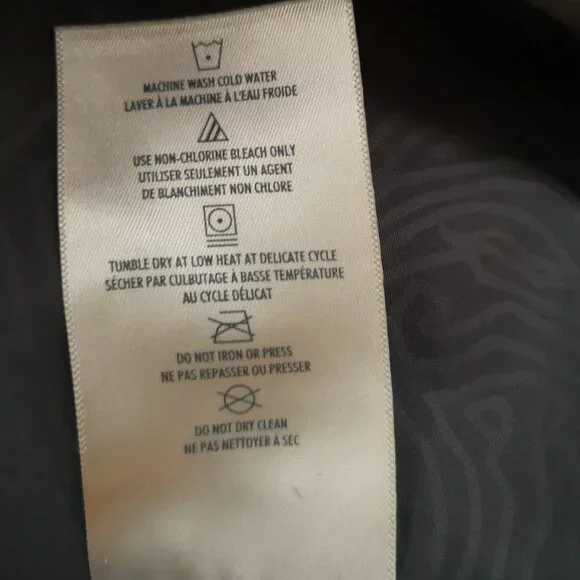 MACHINE WASH COLD WATER
LAVER À LA MACHINE À L'EAU FROIDE
USE NON-CHLORINE BLEACH ONLY
UTILISER SEULEMENT UN AGENT
DE BLANCHIMENT NON CHLORE
TUMBLE DRY AT LOW HEAT AT DELICATE CYCLE
SÉCHER PAR CULBUTAGE À BASSE TEMPÉRATURE
AU CYCLE DÉLICAT
DO NOT IRON OR PRESS
NE PAS REPASSER OU PRESSER
DO NOT DRY CLEAN
NE PAS NETTOYER À SEC